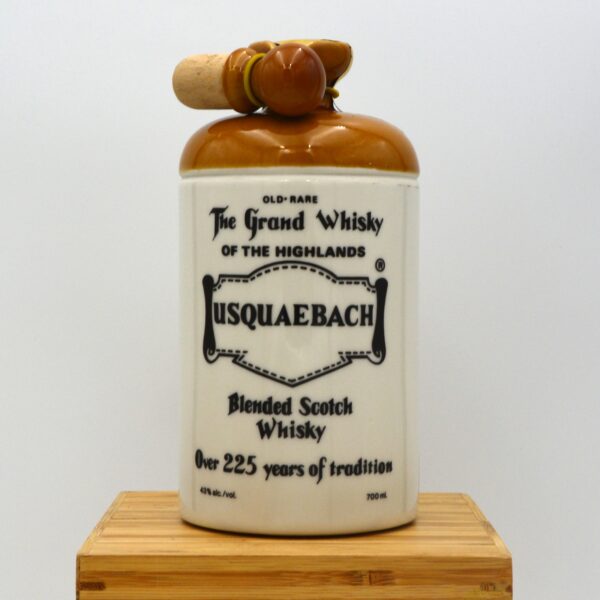 OLD•RARE
The Grand Whisky
OF THE HIGHLANDS
®
USQUAEBACH
Blended Scotch
Whisky
Over 225 years of tradition
43% alc./vol. 700 ml.